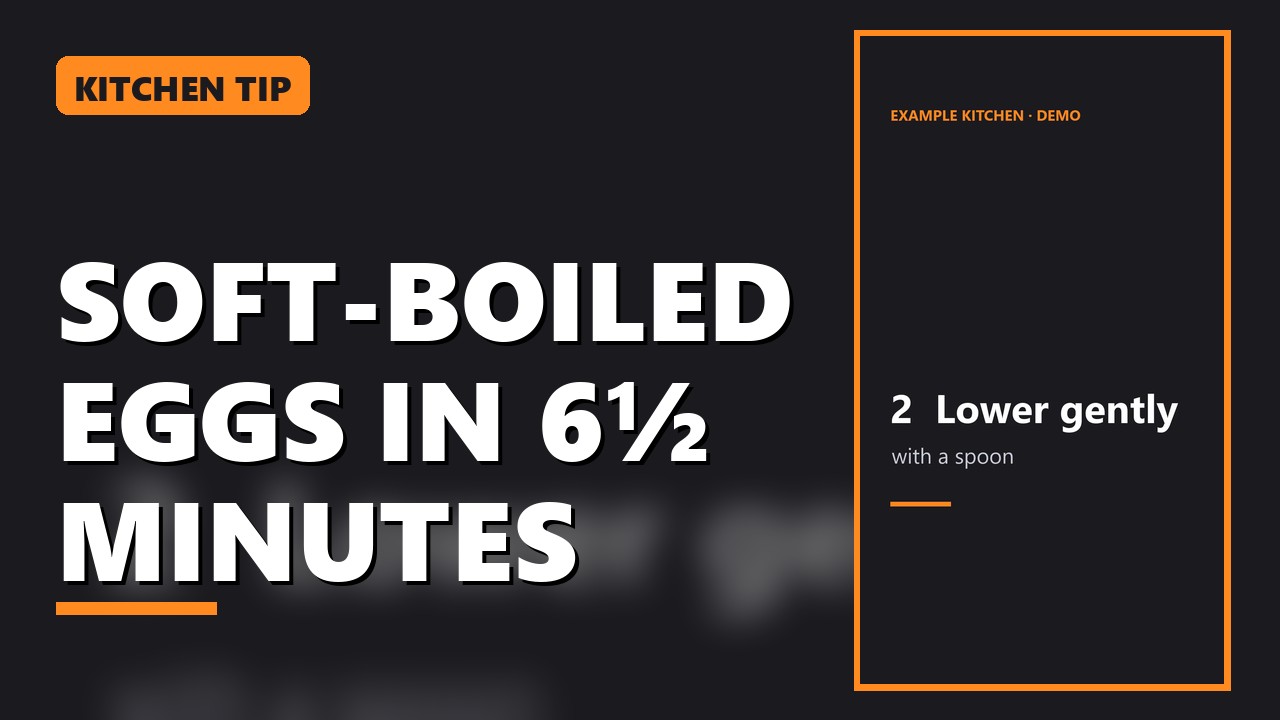 KITCHEN TIP
SOFT-BOILED
EGGS IN 6½
MINUTES
EXAMPLE KITCHEN · DEMO
2 Lower gently
with a spoon